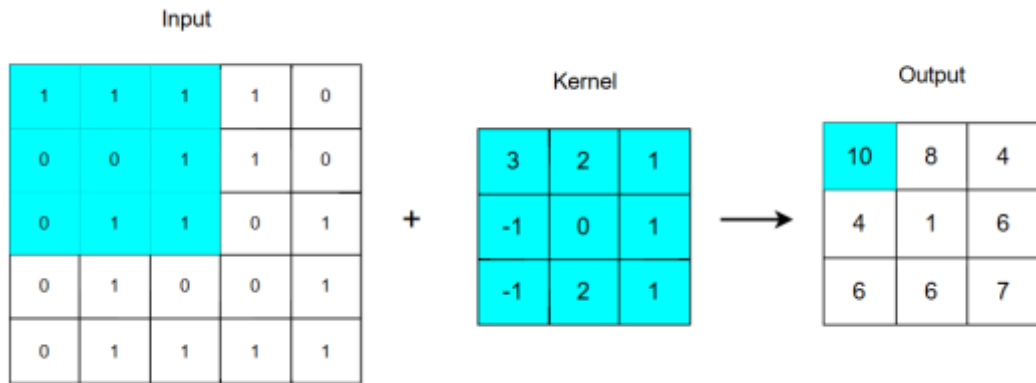 Input
Kernel
Output
1 1 1 1 0
0 0 1 1 0
0 1 1 0 1
0 1 0 0 1
0 1 1 1 1
+
3 2 1
-1 0 1
-1 2 1
10 8 4
4 1 6
6 6 7